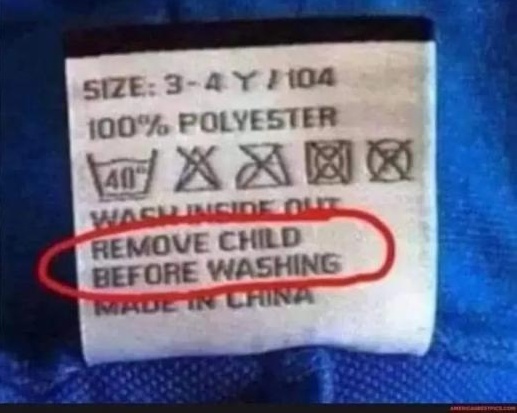 SIZE: 3-4 Y / 104
100% POLYESTER
40°
WASH INSIDE OUT
REMOVE CHILD
BEFORE WASHING
MADE IN CHINA